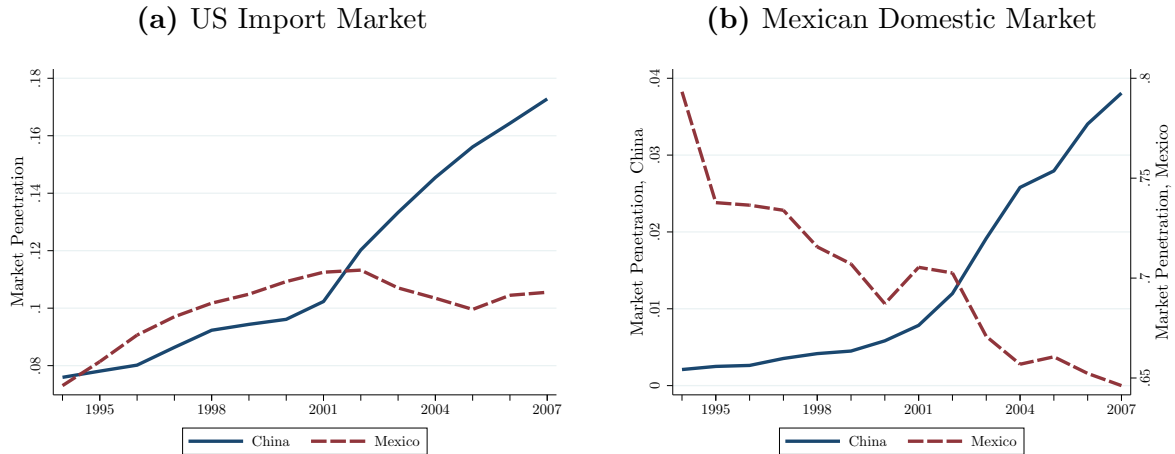 (a) US Import Market
Market Penetration
.18
.16
.14
.12
.1
.08
1995
1998
2001
2004
2007
China
Mexico
(b) Mexican Domestic Market
Market Penetration, China
.04
.03
.02
.01
0
Market Penetration, Mexico
.8
.75
.7
.65
1995
1998
2001
2004
2007
China
Mexico